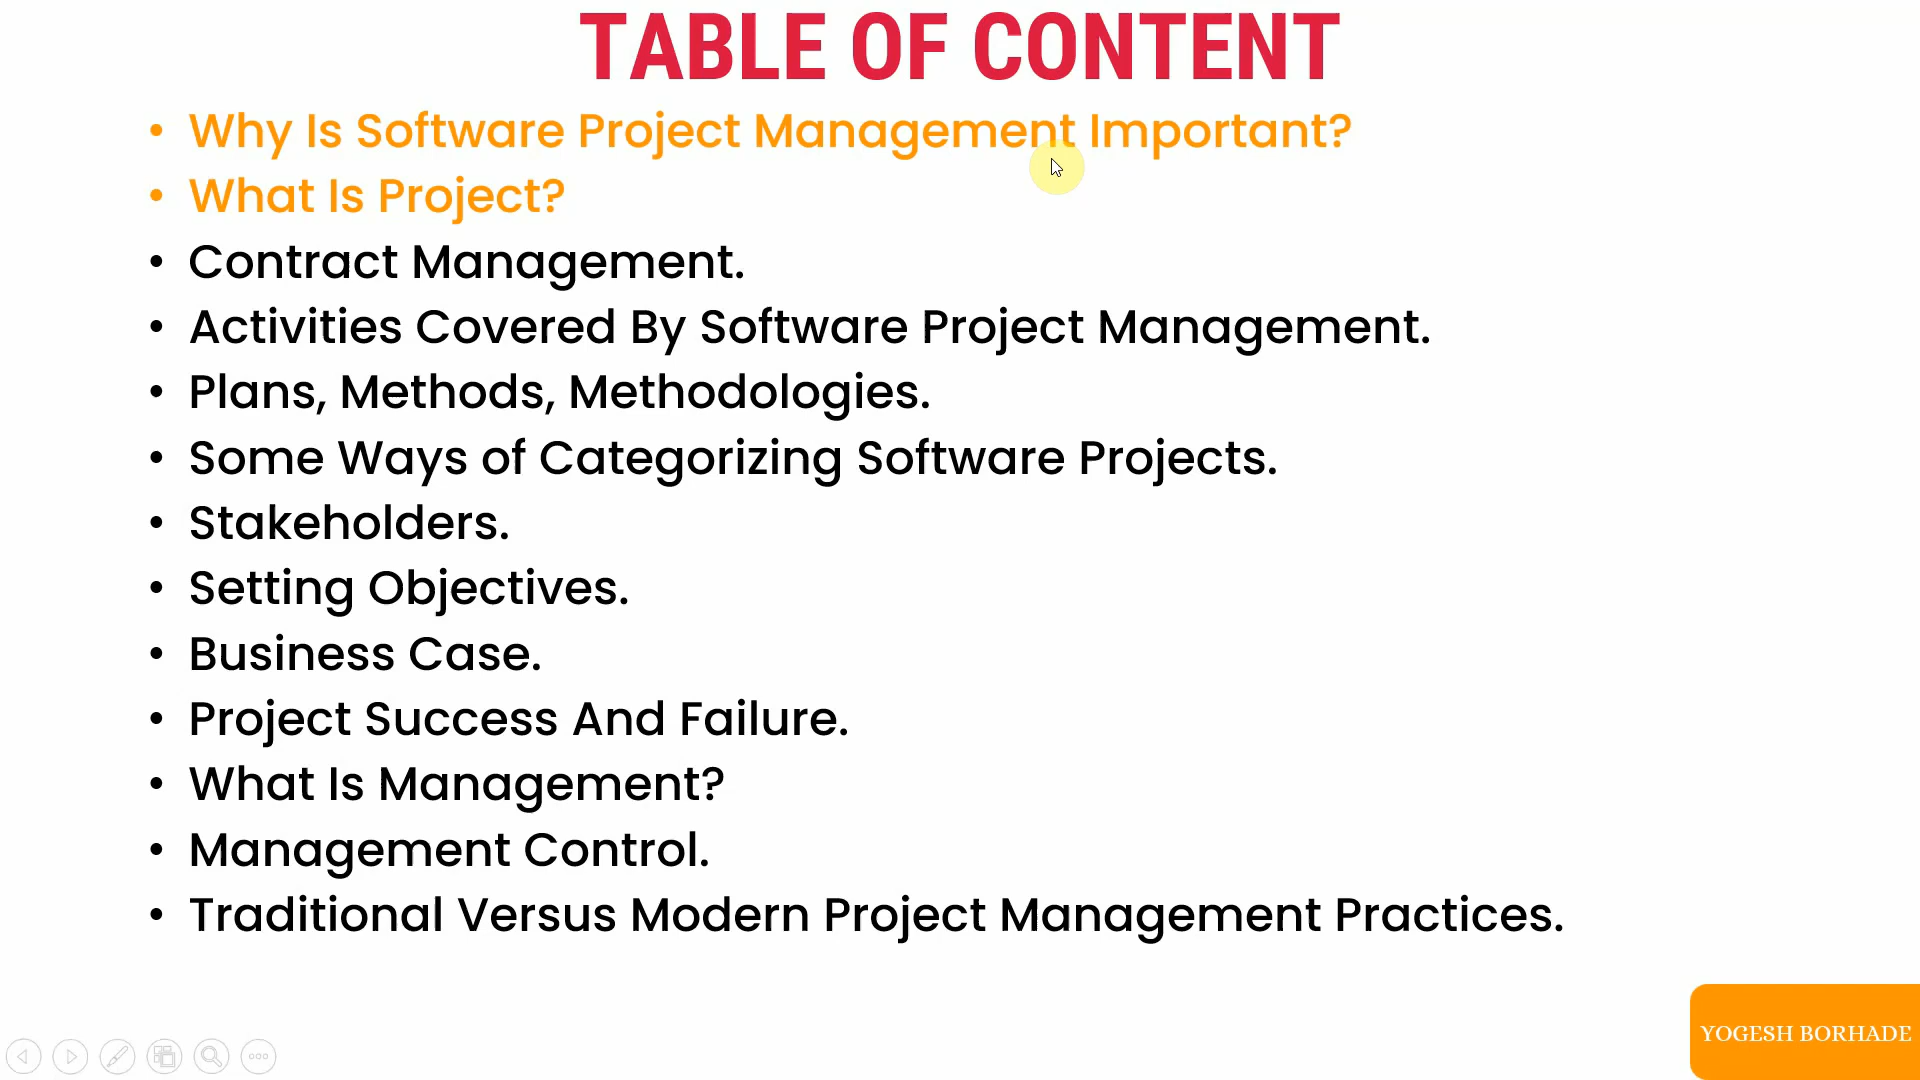 TABLE OF CONTENT
• Why Is Software Project Management Important?
• What Is Project?
• Contract Management.
• Activities Covered By Software Project Management.
• Plans, Methods, Methodologies.
• Some Ways of Categorizing Software Projects.
• Stakeholders.
• Setting Objectives.
• Business Case.
• Project Success And Failure.
• What Is Management?
• Management Control.
• Traditional Versus Modern Project Management Practices.
YOGESH BORHADE